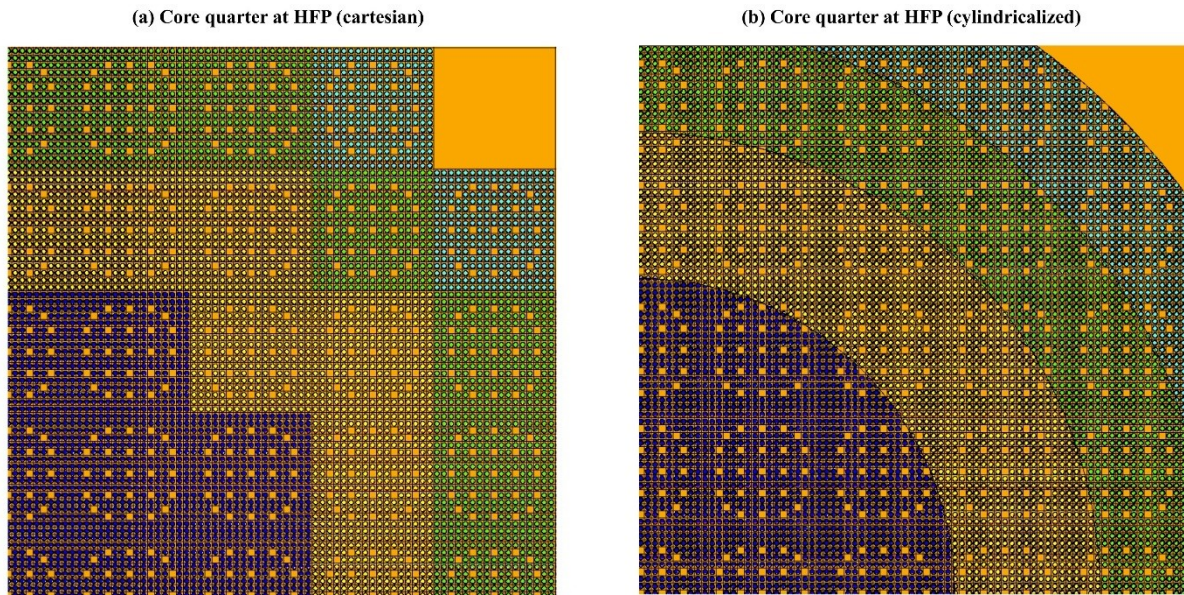 (a) Core quarter at HFP (cartesian)
(b) Core quarter at HFP (cylindricalized)